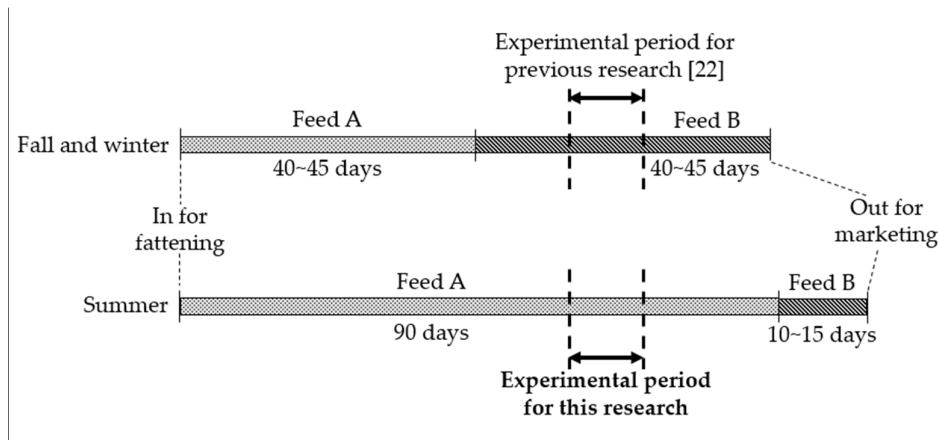 Experimental period for
previous research [22]
Feed A
Feed B
Fall and winter
40~45 days
40~45 days
In for
fattening
Out for
marketing
Feed A
Feed B
Summer
90 days
10~15 days
Experimental period
for this research